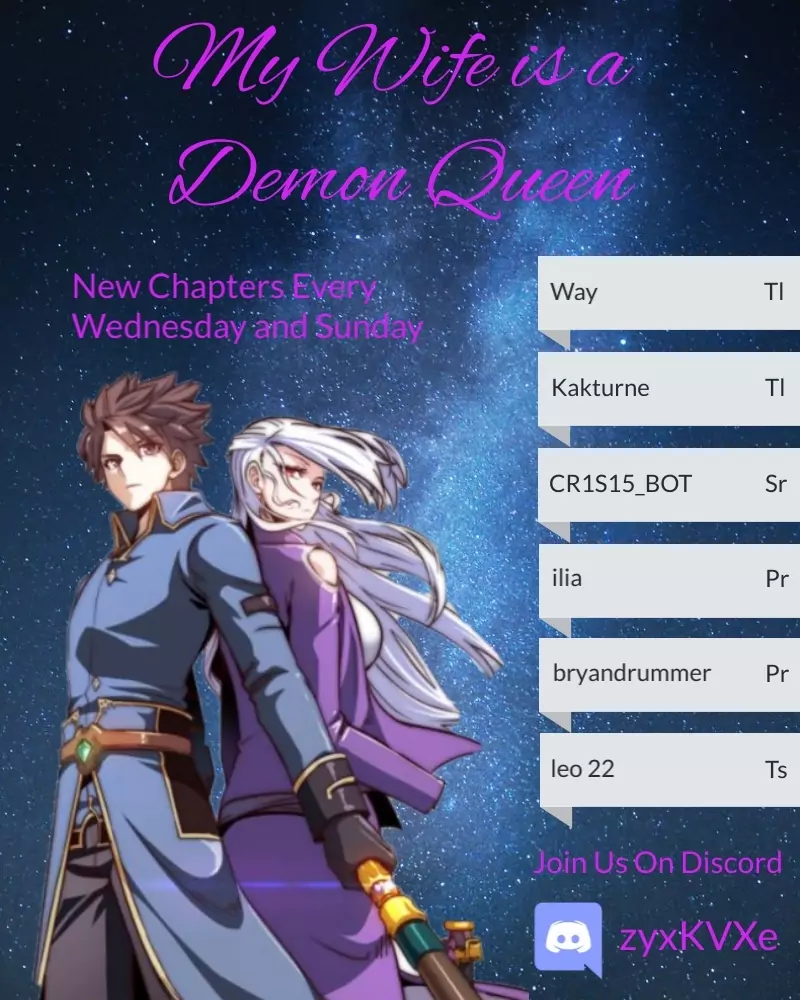 My Wife is a
Demon Queen
New Chapters Every
Wednesday and Sunday
Way Tl
Kakturne Tl
CR1S15_BOT Sr
ilia Pr
bryandrummer Pr
leo 22 Ts
Join Us On Discord
zyxKVXe